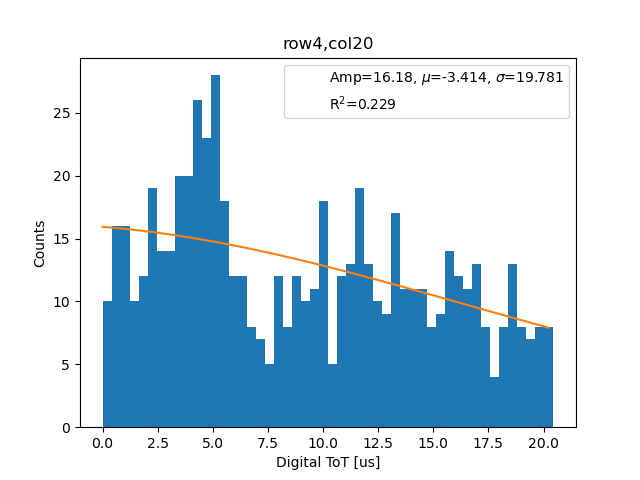 row4,col20
Amp=16.18, μ=-3.414, σ=19.781
R²=0.229
Counts
25
20
15
10
5
0
0.0 2.5 5.0 7.5 10.0 12.5 15.0 17.5 20.0
Digital ToT [us]